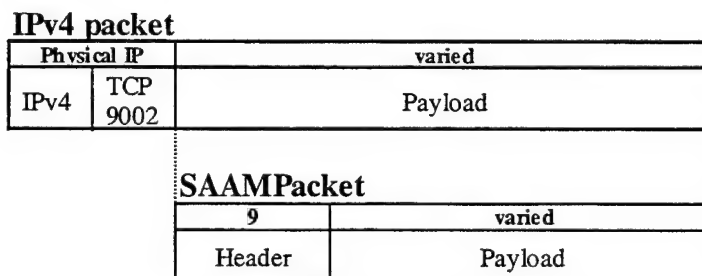 IPv4 packet
Physical IP varied
IPv4 TCP 9002 Payload
SAAMPacket
9 varied
Header Payload